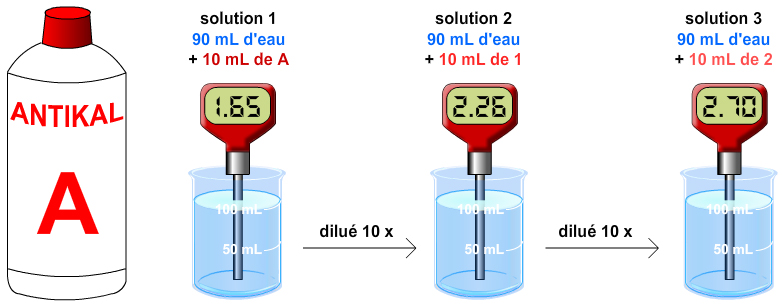 ANTIKAL
A
solution 1
90 mL d'eau
+ 10 mL de A
1.65
100 mL
50 mL
dilué 10 x
solution 2
90 mL d'eau
+ 10 mL de 1
2.26
100 mL
50 mL
dilué 10 x
solution 3
90 mL d'eau
+ 10 mL de 2
2.70
100 mL
50 mL